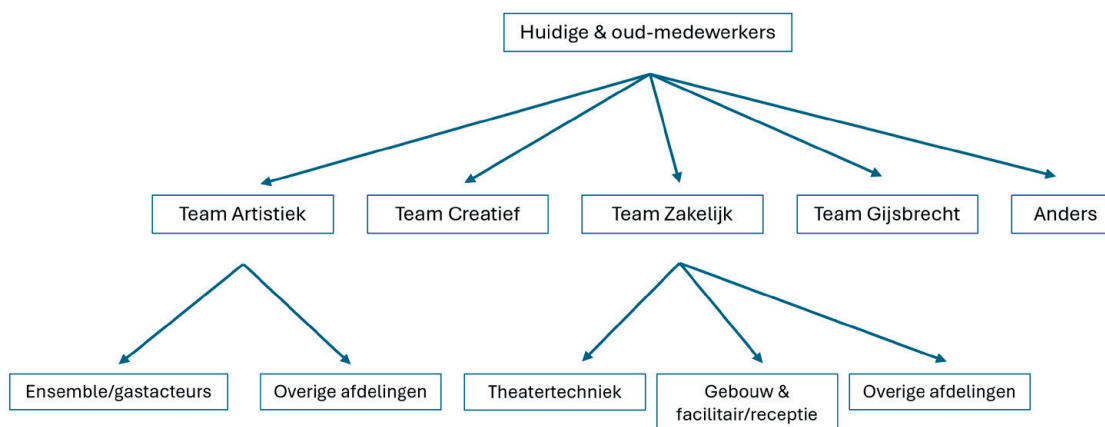 Huidige & oud-medewerkers
Team Artistiek
Team Creatief
Team Zakelijk
Team Gijsbrecht
Anders
Ensemble/gastacteurs
Overige afdelingen
Theatertechniek
Gebouw &
facilitair/receptie
Overige afdelingen